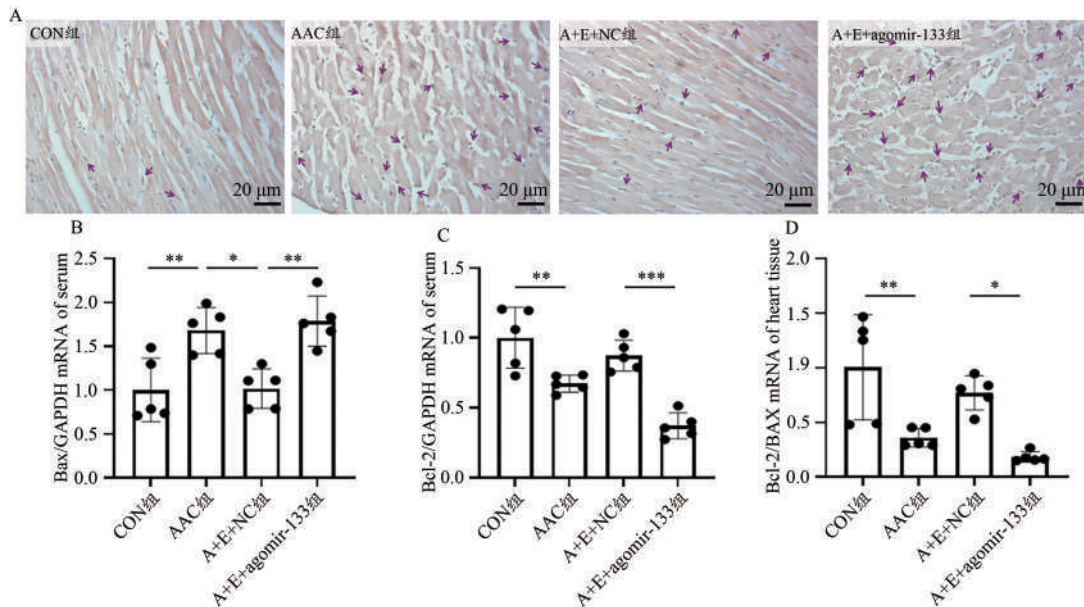 A
CON组
AAC组
A+E+NC组
A+E+agomir-133组
20 μm
20 μm
20 μm
20 μm
B
Bax/GAPDH mRNA of serum
2.5
2.0
1.5
1.0
0.5
0.0
** * **
CON组
AAC组
A+E+NC组
A+E+agomir-133组
C
Bcl-2/GAPDH mRNA of serum
1.5
1.0
0.5
0.0
** ***
CON组
AAC组
A+E+NC组
A+E+agomir-133组
D
Bcl-2/BAX mRNA of heart tissue
1.5
1.9
0.5
0.0
** *
CON组
AAC组
A+E+NC组
A+E+agomir-133组